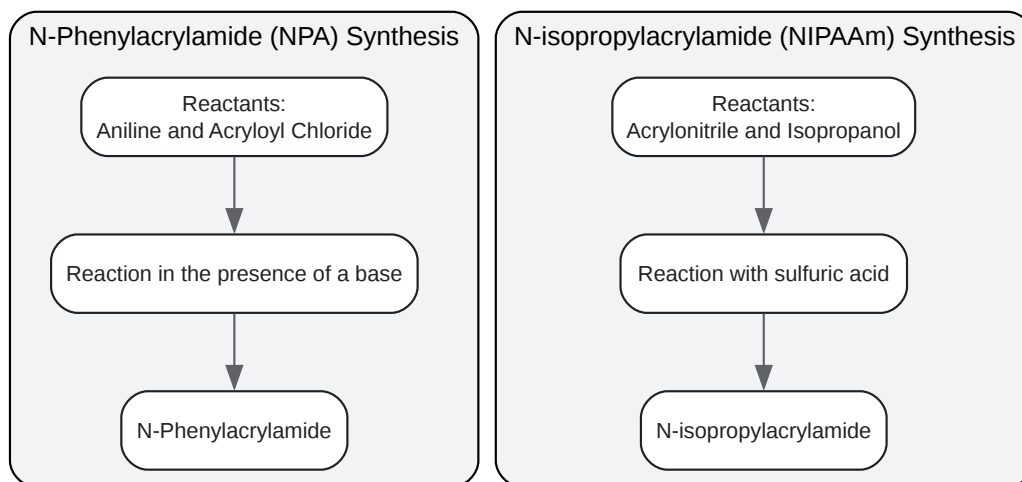 N-Phenylacrylamide (NPA) Synthesis
Reactants:
Aniline and Acryloyl Chloride
Reaction in the presence of a base
N-Phenylacrylamide
N-isopropylacrylamide (NIPAAm) Synthesis
Reactants:
Acrylonitrile and Isopropanol
Reaction with sulfuric acid
N-isopropylacrylamide